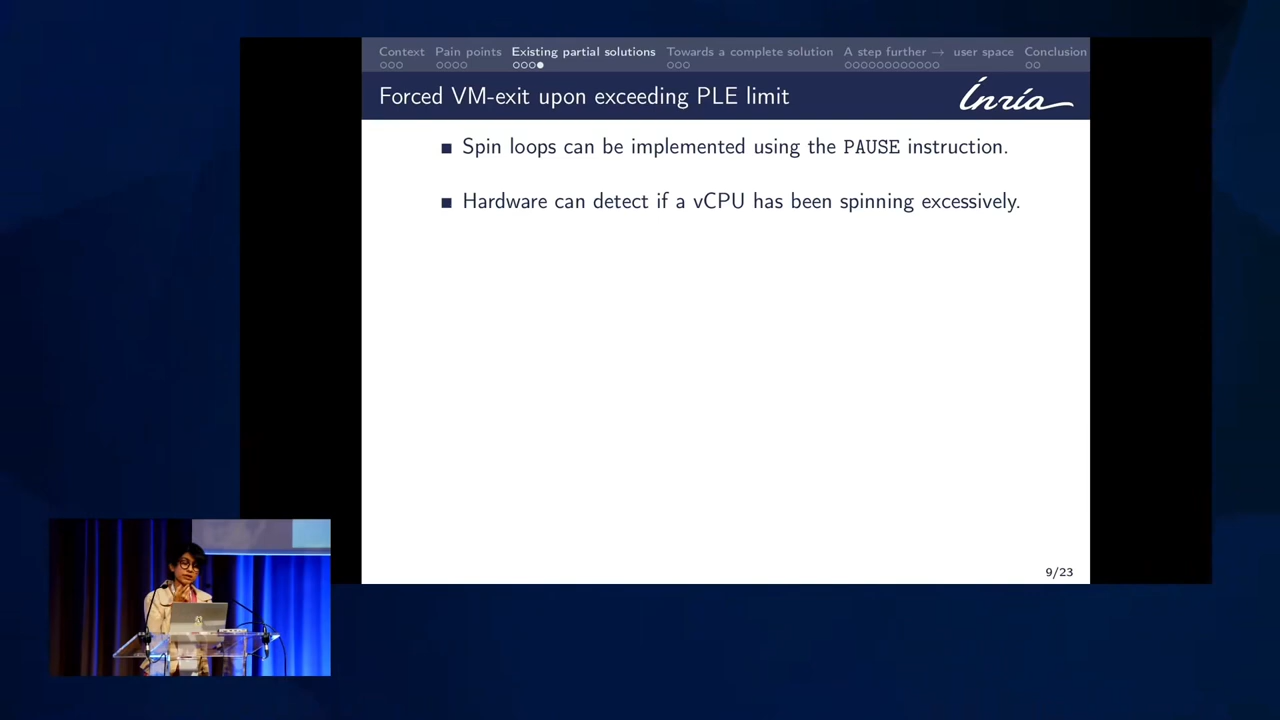 Context Pain points Existing partial solutions Towards a complete solution A step further → user space Conclusion
Forced VM-exit upon exceeding PLE limit
Inria
Spin loops can be implemented using the PAUSE instruction.
Hardware can detect if a vCPU has been spinning excessively.
9/23